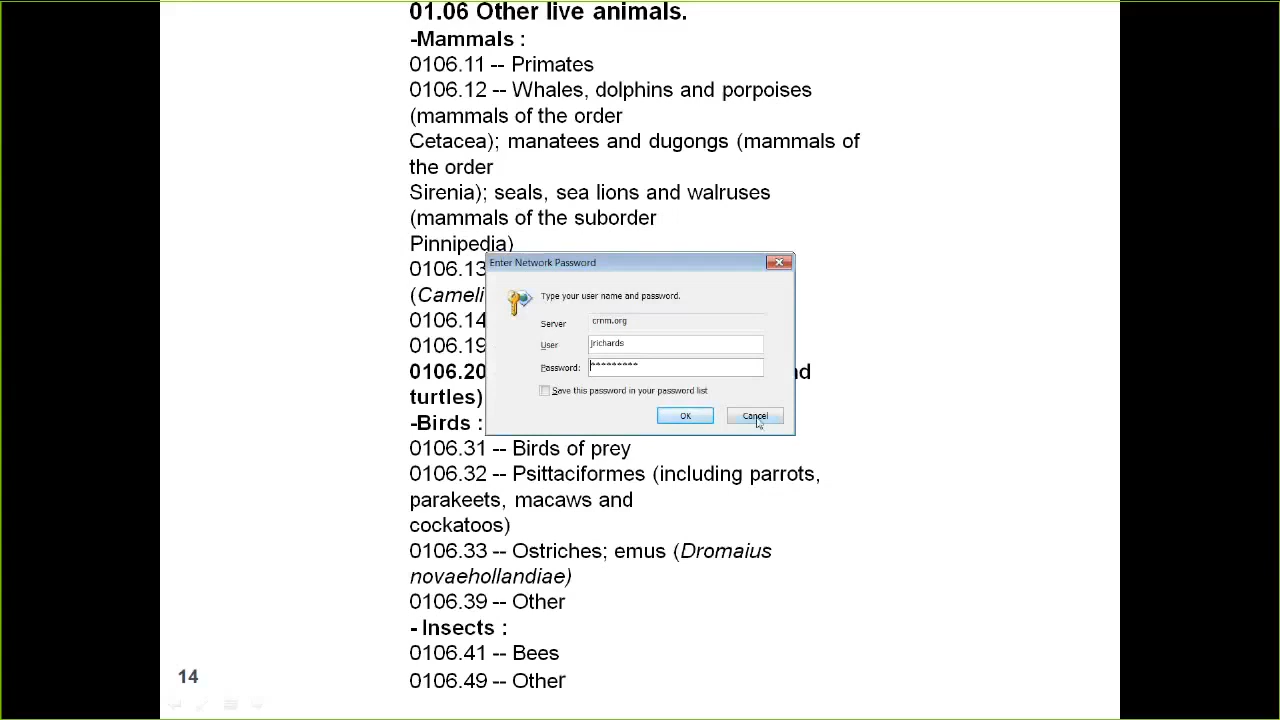 01.06 Other live animals.
-Mammals :
0106.11 -- Primates
0106.12 -- Whales, dolphins and porpoises
(mammals of the order
Cetacea); manatees and dugongs (mammals of
the order
Sirenia); seals, sea lions and walruses
(mammals of the suborder
Pinnipedia)
0106.13
(Cameli
0106.14
0106.19
0106.20
turtles)
Enter Network Password
Type your user name and password.
Server crnm.org
User jrichards
Password: *********
Save this password in your password list
OK Cancel
-Birds :
0106.31 -- Birds of prey
0106.32 -- Psittaciformes (including parrots,
parakeets, macaws and
cockatoos)
0106.33 -- Ostriches; emus (Dromaius
novaehollandiae)
0106.39 -- Other
- Insects :
0106.41 -- Bees
0106.49 -- Other
14